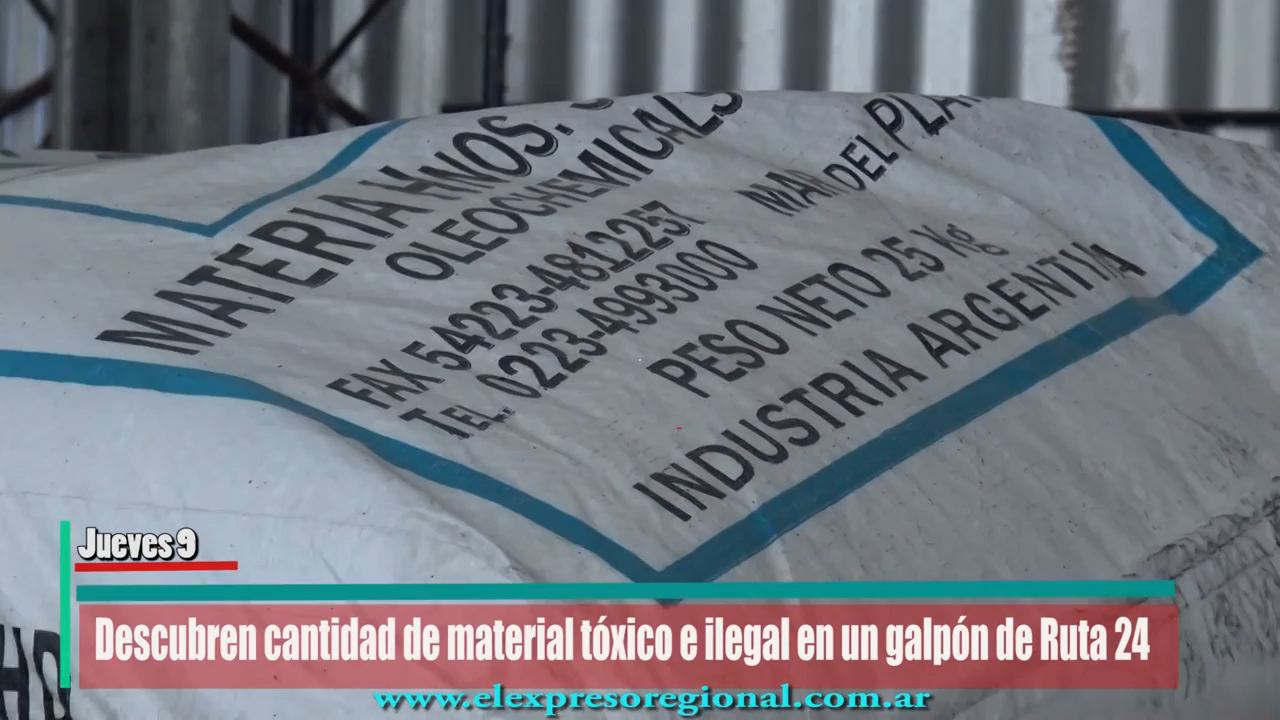 MATERIA HNOS.
OLEOCHEMICALS
MAR DEL PLA
FAX 54223-4812257
TEL. 0223-4993000
PESO NETO 25 Kg
INDUSTRIA ARGENTINA
Jueves 9
Descubren cantidad de material tóxico e ilegal en un galpón de Ruta 24
www.elexpresoregional.com.ar